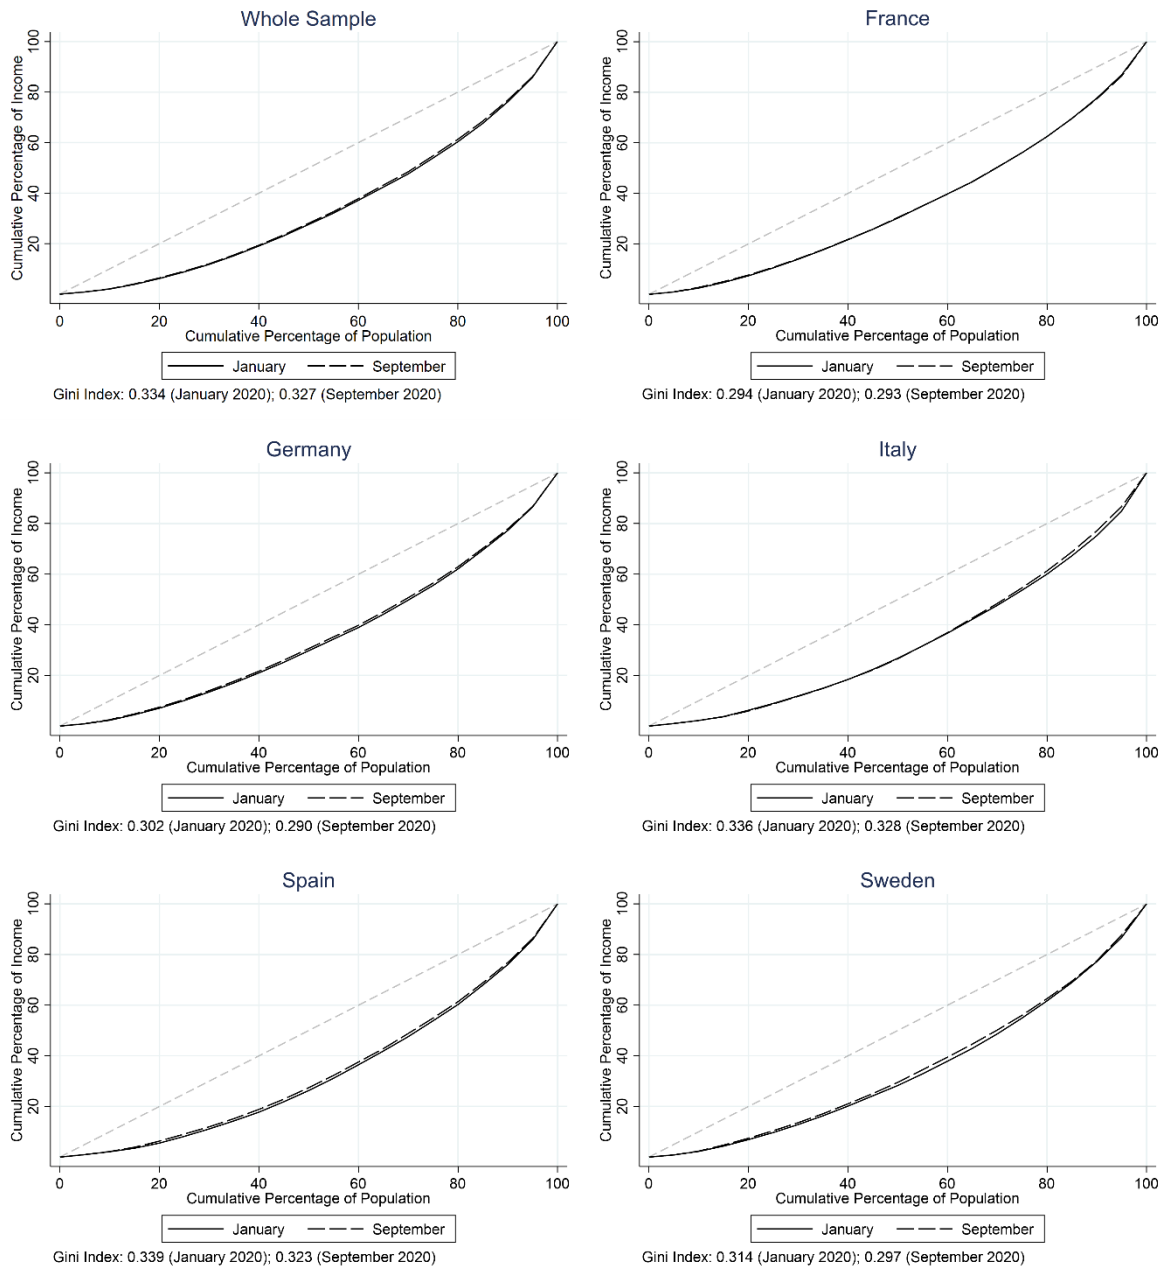 Whole Sample
Cumulative Percentage of Income
100
80
60
40
20
0 20 40 60 80 100
Cumulative Percentage of Population
January September
Gini Index: 0.334 (January 2020); 0.327 (September 2020)
France
Cumulative Percentage of Income
100
80
60
40
20
0 20 40 60 80 100
Cumulative Percentage of Population
January September
Gini Index: 0.294 (January 2020); 0.293 (September 2020)
Germany
Cumulative Percentage of Income
100
80
60
40
20
0 20 40 60 80 100
Cumulative Percentage of Population
January September
Gini Index: 0.302 (January 2020); 0.290 (September 2020)
Italy
Cumulative Percentage of Income
100
80
60
40
20
0 20 40 60 80 100
Cumulative Percentage of Population
January September
Gini Index: 0.336 (January 2020); 0.328 (September 2020)
Spain
Cumulative Percentage of Income
100
80
60
40
20
0 20 40 60 80 100
Cumulative Percentage of Population
January September
Gini Index: 0.339 (January 2020); 0.323 (September 2020)
Sweden
Cumulative Percentage of Income
100
80
60
40
20
0 20 40 60 80 100
Cumulative Percentage of Population
January September
Gini Index: 0.314 (January 2020); 0.297 (September 2020)